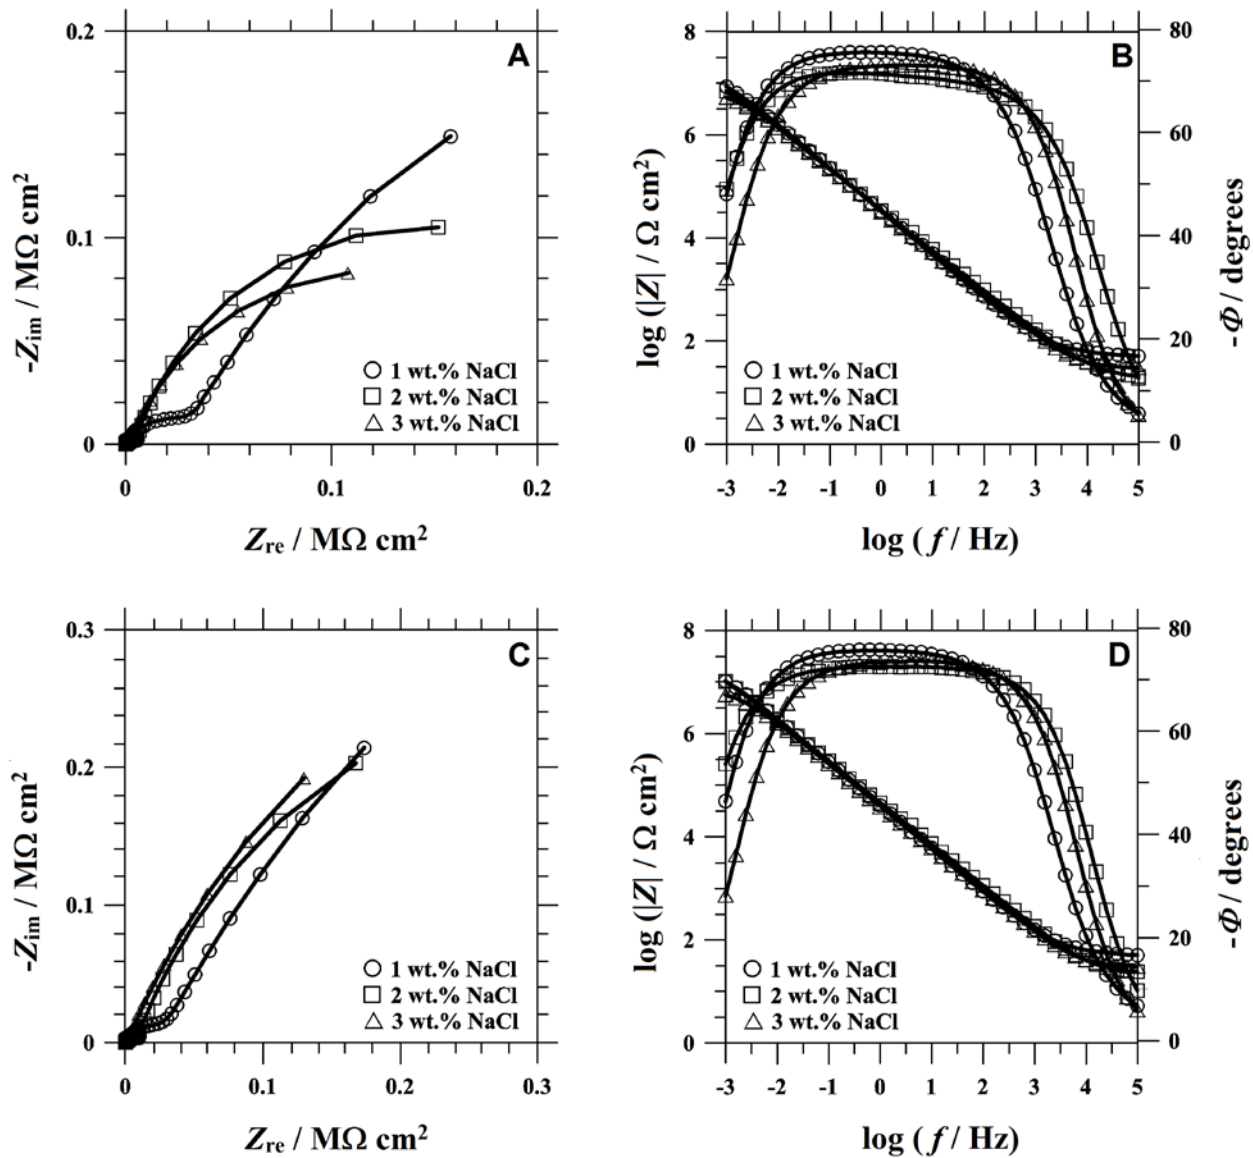 A
-Zim / MΩ cm2
0.2
0.1
0
1 wt.% NaCl
2 wt.% NaCl
3 wt.% NaCl
0 0.1 0.2
Zre / MΩ cm2
B
log (|Z| / Ω cm2)
8
6
4
2
0
80
60
40
20
0
-Φ / degrees
1 wt.% NaCl
2 wt.% NaCl
3 wt.% NaCl
-3 -2 -1 0 1 2 3 4 5
log (f / Hz)
C
-Zim / MΩ cm2
0.3
0.2
0.1
0
1 wt.% NaCl
2 wt.% NaCl
3 wt.% NaCl
0 0.1 0.2 0.3
Zre / MΩ cm2
D
log (|Z| / Ω cm2)
8
6
4
2
0
80
60
40
20
0
-Φ / degrees
1 wt.% NaCl
2 wt.% NaCl
3 wt.% NaCl
-3 -2 -1 0 1 2 3 4 5
log (f / Hz)